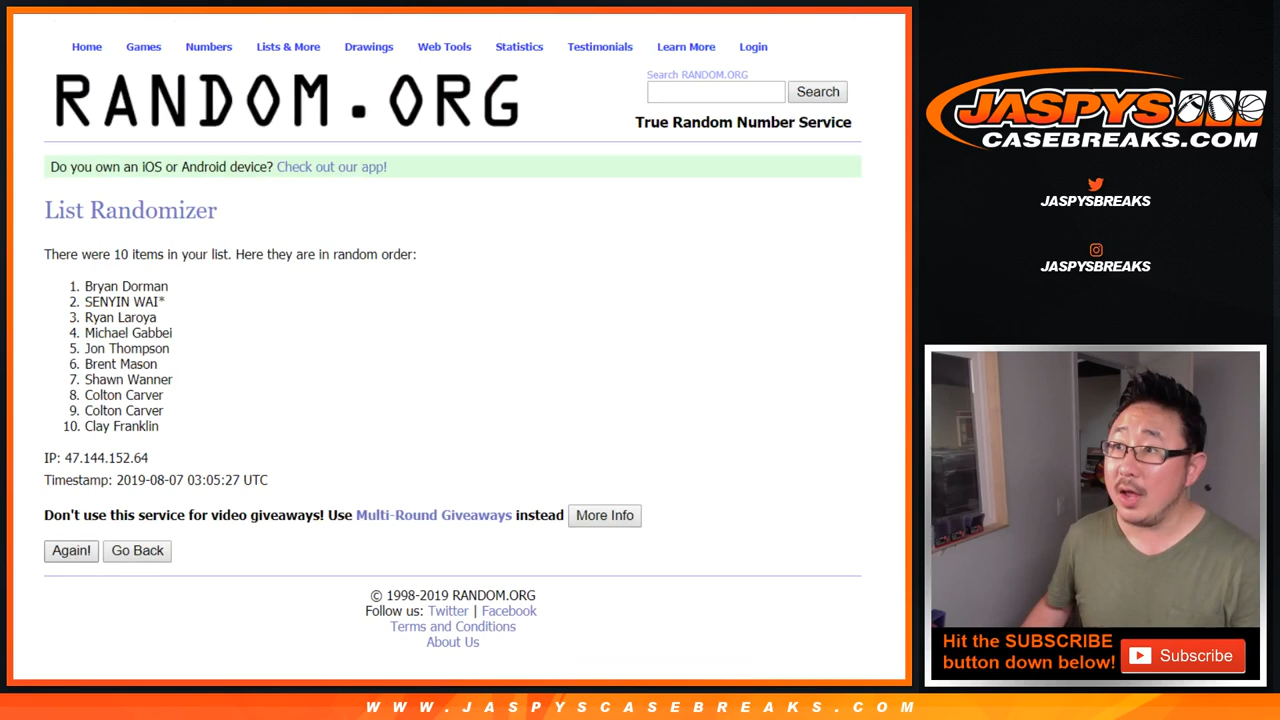 Home Games Numbers Lists & More Drawings Web Tools Statistics Testimonials Learn More Login
RANDOM.ORG
Search RANDOM.ORG
Search
True Random Number Service
Do you own an iOS or Android device? Check out our app!
List Randomizer
There were 10 items in your list. Here they are in random order:
1. Bryan Dorman
2. SENYIN WAI*
3. Ryan Laroya
4. Michael Gabbei
5. Jon Thompson
6. Brent Mason
7. Shawn Wanner
8. Colton Carver
9. Colton Carver
10. Clay Franklin
IP: 47.144.152.64
Timestamp: 2019-08-07 03:05:27 UTC
Don't use this service for video giveaways! Use Multi-Round Giveaways instead More Info
Again! Go Back
© 1998-2019 RANDOM.ORG
Follow us: Twitter | Facebook
Terms and Conditions
About Us
JASPYS
CASEBREAKS.COM
JASPYSBREAKS
JASPYSBREAKS
Hit the SUBSCRIBE
button down below!
Subscribe
WWW.JASPYSCASEBREAKS.COM